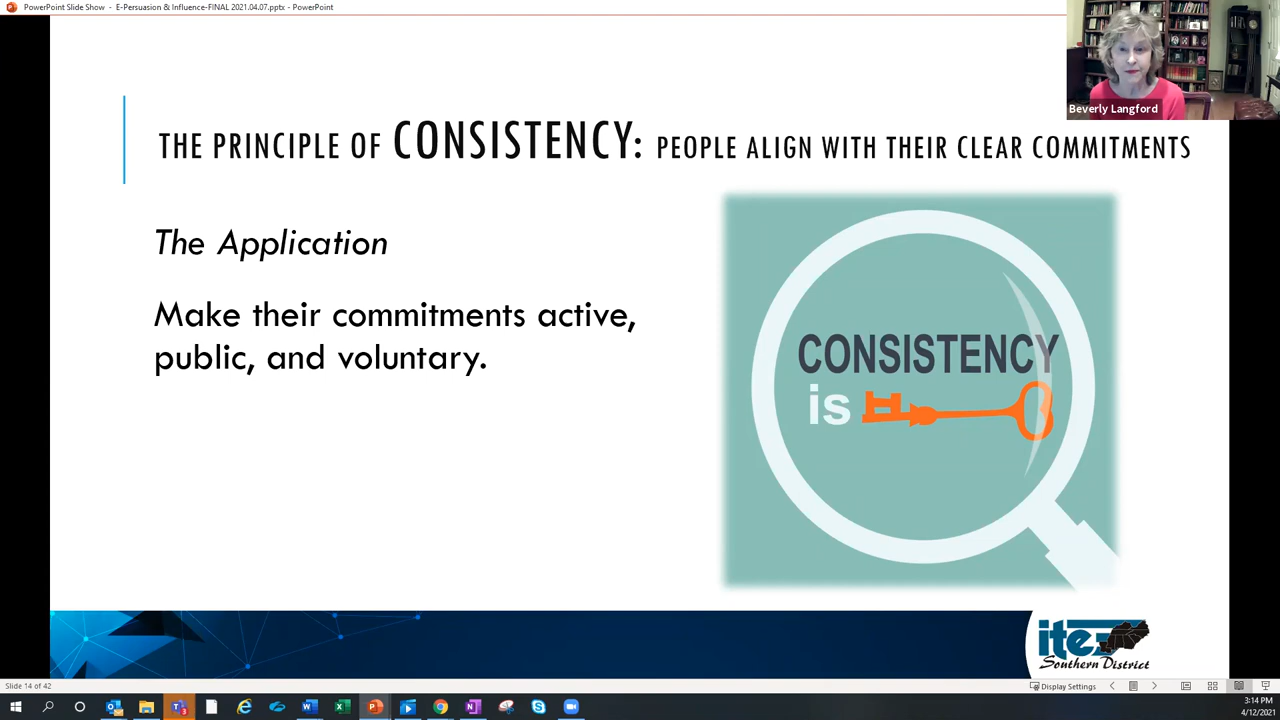 PowerPoint Slide Show - E-Persuasion & Influence-FINAL 2021.04.07.pptx - PowerPoint
Beverly Langford
THE PRINCIPLE OF CONSISTENCY: PEOPLE ALIGN WITH THEIR CLEAR COMMITMENTS
The Application
Make their commitments active,
public, and voluntary.
CONSISTENCY
is
ite
Southern District
Slide 14 of 42
Display Settings
3:14 PM
4/12/2021